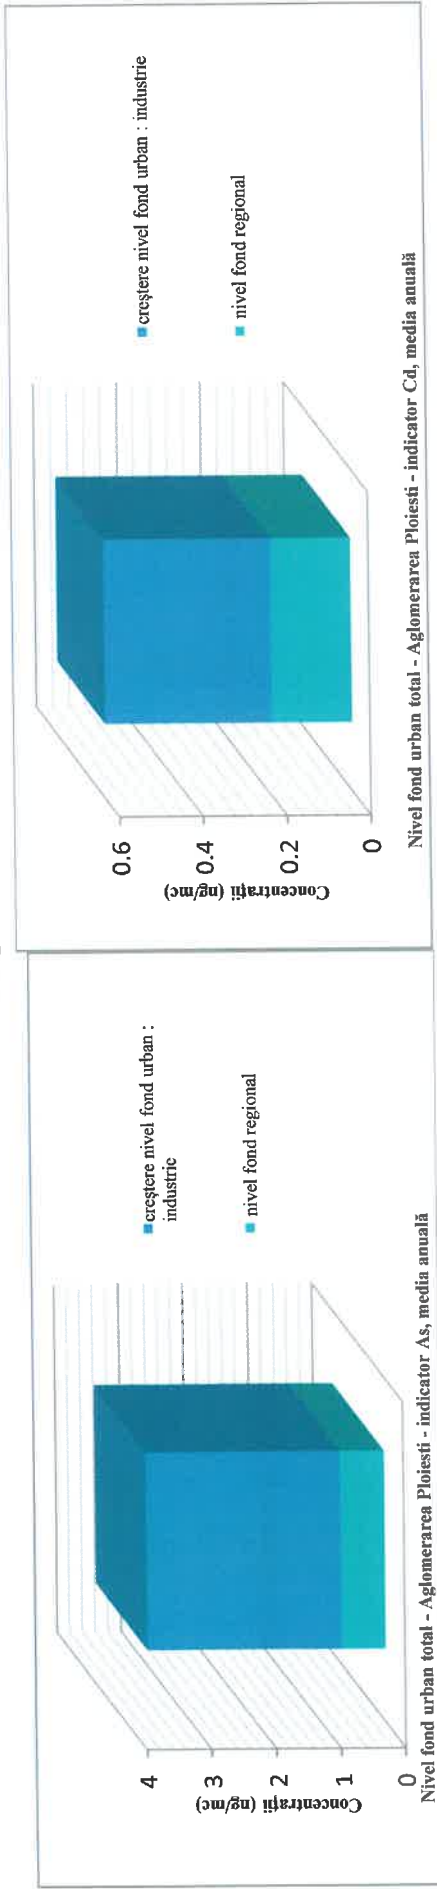 4
3
2
1
0
Concentrații (ng/mc)
creștere nivel fond urban :
industrie
nivel fond regional
Nivel fond urban total - Aglomerarea Ploiesti - indicator As, media anuală
0.6
0.4
0.2
0
Concentrații (ng/mc)
creștere nivel fond urban : industrie
nivel fond regional
Nivel fond urban total - Aglomerarea Ploiesti - indicator Cd, media anuală